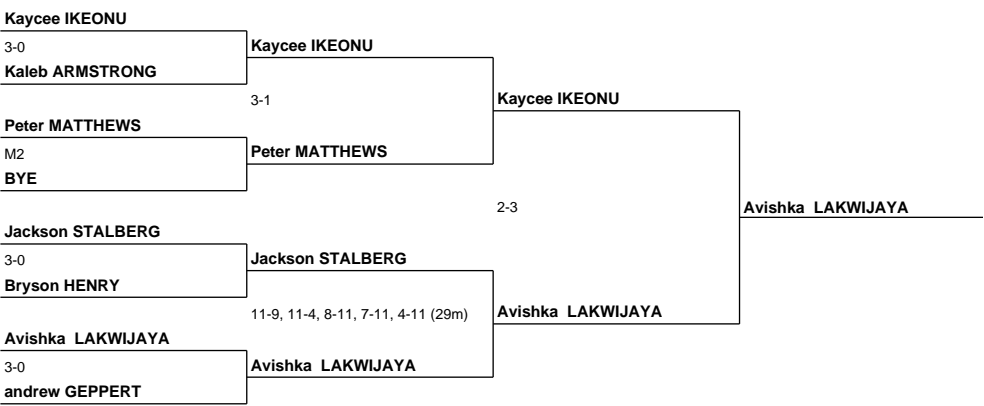 Kaycee IKEONU
3-0
Kaleb ARMSTRONG
Kaycee IKEONU
3-1
Peter MATTHEWS
M2
BYE
Peter MATTHEWS
Kaycee IKEONU
2-3
Avishka LAKWIJAYA
Jackson STALBERG
3-0
Bryson HENRY
Jackson STALBERG
11-9, 11-4, 8-11, 7-11, 4-11 (29m)
Avishka LAKWIJAYA
Avishka LAKWIJAYA
3-0
andrew GEPPERT
Avishka LAKWIJAYA